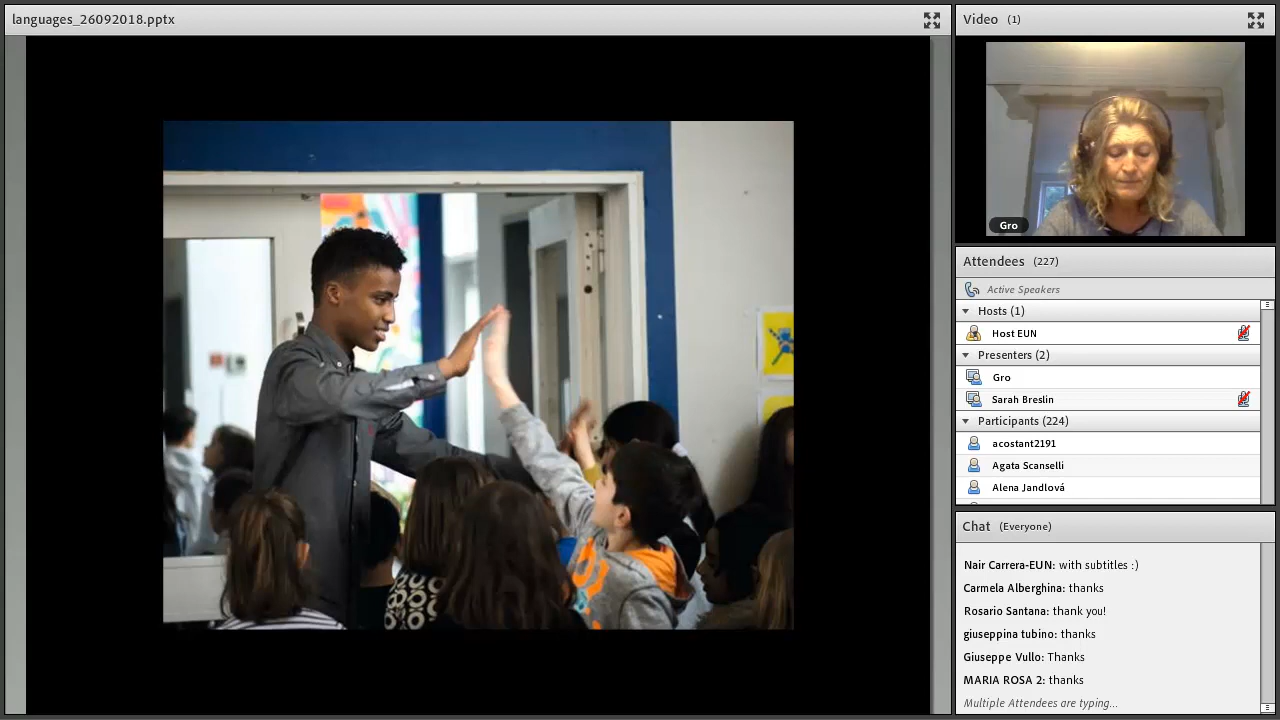 languages_26092018.pptx
Video (1)
Gro
Attendees (227)
Active Speakers
Hosts (1)
Host EUN
Presenters (2)
Gro
Sarah Breslin
Participants (224)
acostant2191
Agata Scanselli
Alena Jandlová
Chat (Everyone)
Nair Carrera-EUN: with subtitles :)
Carmela Alberghina: thanks
Rosario Santana: thank you!
giuseppina tubino: thanks
Giuseppe Vullo: Thanks
MARIA ROSA 2: thanks
Multiple Attendees are typing...